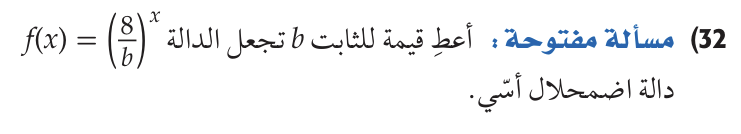 32) مسألة مفتوحة: أعطِ قيمة للثابت b تجعل الدالة f(x) = (8/b)^x
دالة اضمحلال أسّي.